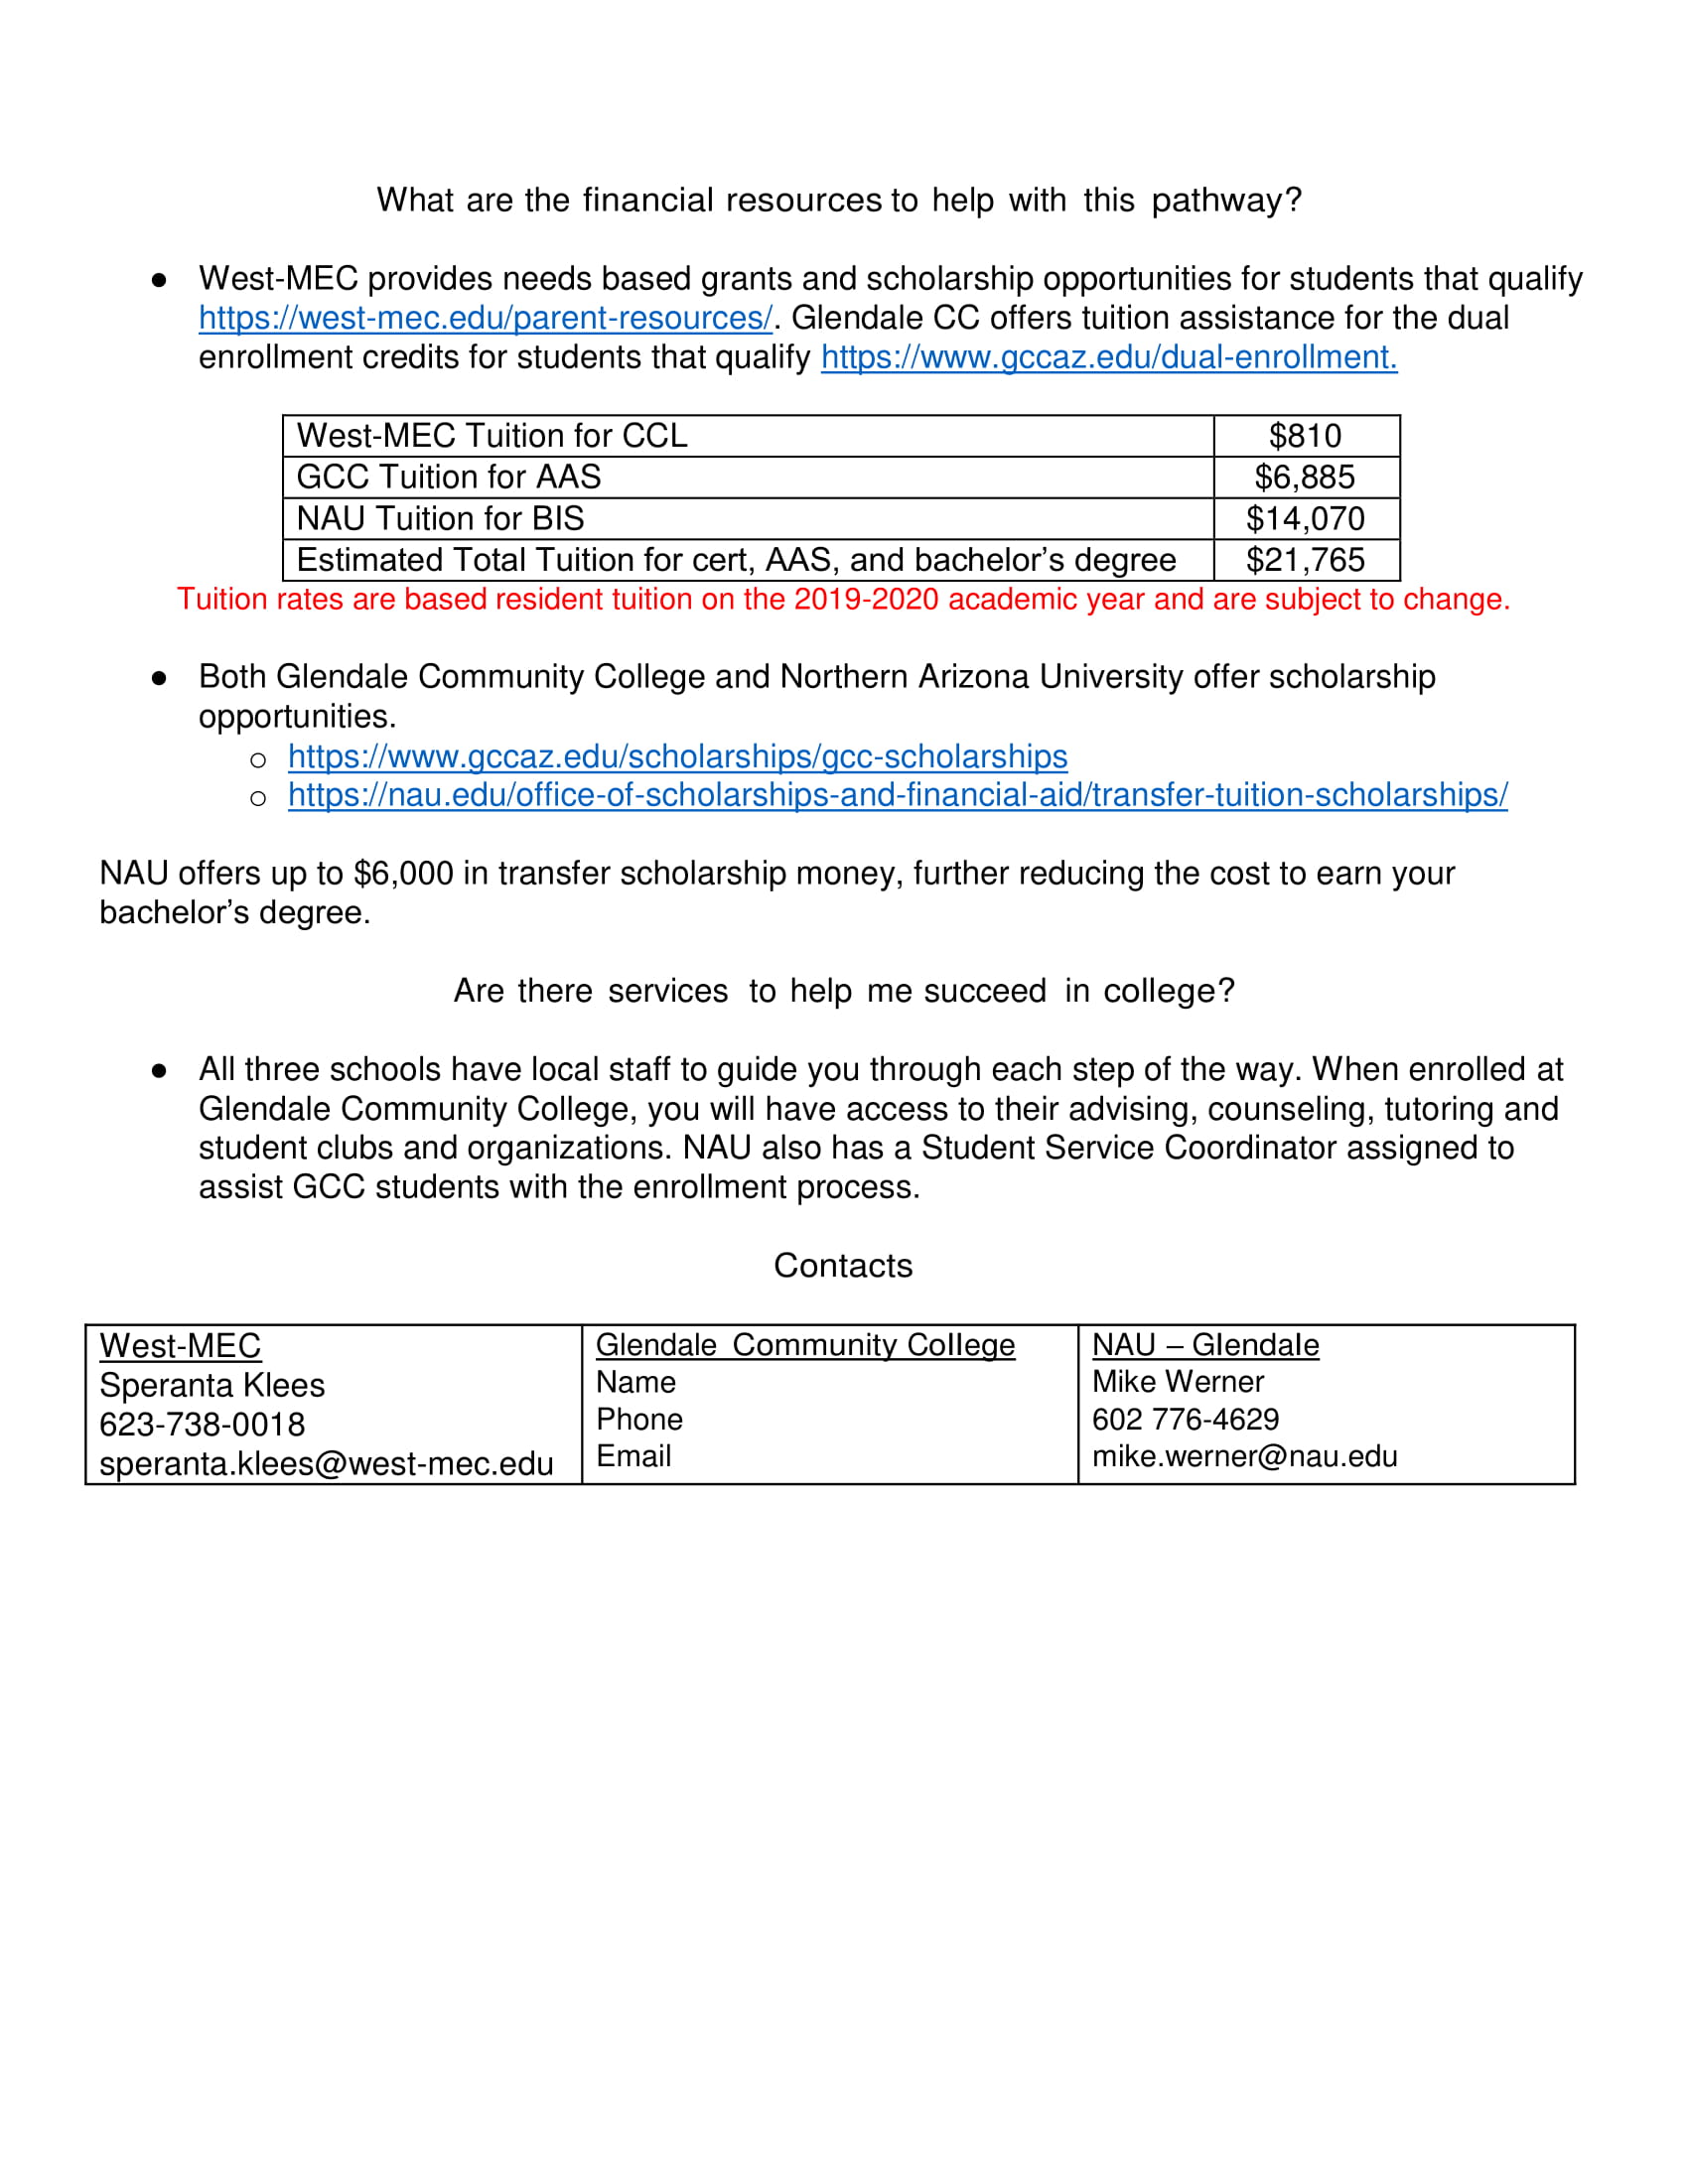 What are the financial resources to help with this pathway?
● West-MEC provides needs based grants and scholarship opportunities for students that qualify
https://west-mec.edu/parent-resources/. Glendale CC offers tuition assistance for the dual
enrollment credits for students that qualify https://www.gccaz.edu/dual-enrollment.
West-MEC Tuition for CCL $810
GCC Tuition for AAS $6,885
NAU Tuition for BIS $14,070
Estimated Total Tuition for cert, AAS, and bachelor’s degree $21,765
Tuition rates are based resident tuition on the 2019-2020 academic year and are subject to change.
● Both Glendale Community College and Northern Arizona University offer scholarship
opportunities.
○ https://www.gccaz.edu/scholarships/gcc-scholarships
○ https://nau.edu/office-of-scholarships-and-financial-aid/transfer-tuition-scholarships/
NAU offers up to $6,000 in transfer scholarship money, further reducing the cost to earn your
bachelor’s degree.
Are there services to help me succeed in college?
● All three schools have local staff to guide you through each step of the way. When enrolled at
Glendale Community College, you will have access to their advising, counseling, tutoring and
student clubs and organizations. NAU also has a Student Service Coordinator assigned to
assist GCC students with the enrollment process.
Contacts
West-MEC
Speranta Klees
623-738-0018
speranta.klees@west-mec.edu
Glendale Community College
Name
Phone
Email
NAU – Glendale
Mike Werner
602 776-4629
mike.werner@nau.edu